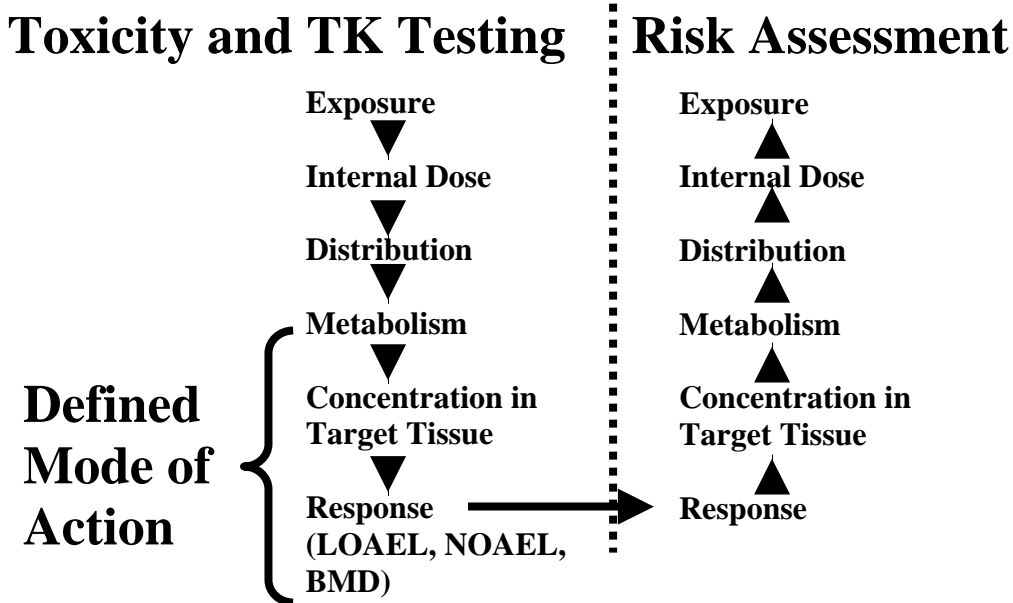 Toxicity and TK Testing
Risk Assessment
Exposure
Internal Dose
Distribution
Metabolism
Concentration in
Target Tissue
Response
(LOAEL, NOAEL,
BMD)
Defined
Mode of
Action
Exposure
Internal Dose
Distribution
Metabolism
Concentration in
Target Tissue
Response